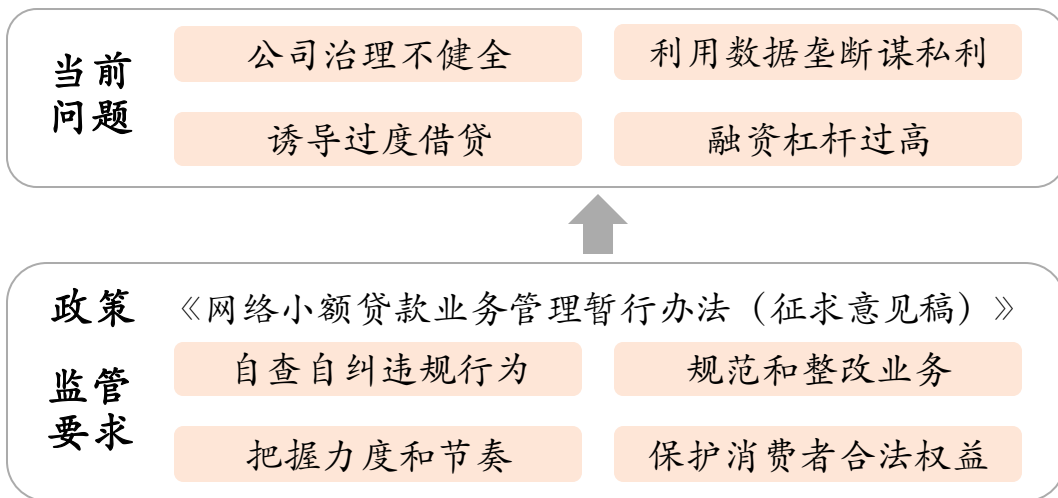 当前
问题
公司治理不健全
利用数据垄断谋私利
诱导过度借贷
融资杠杆过高
政策
《网络小额贷款业务管理暂行办法（征求意见稿）》
监管
要求
自查自纠违规行为
规范和整改业务
把握力度和节奏
保护消费者合法权益